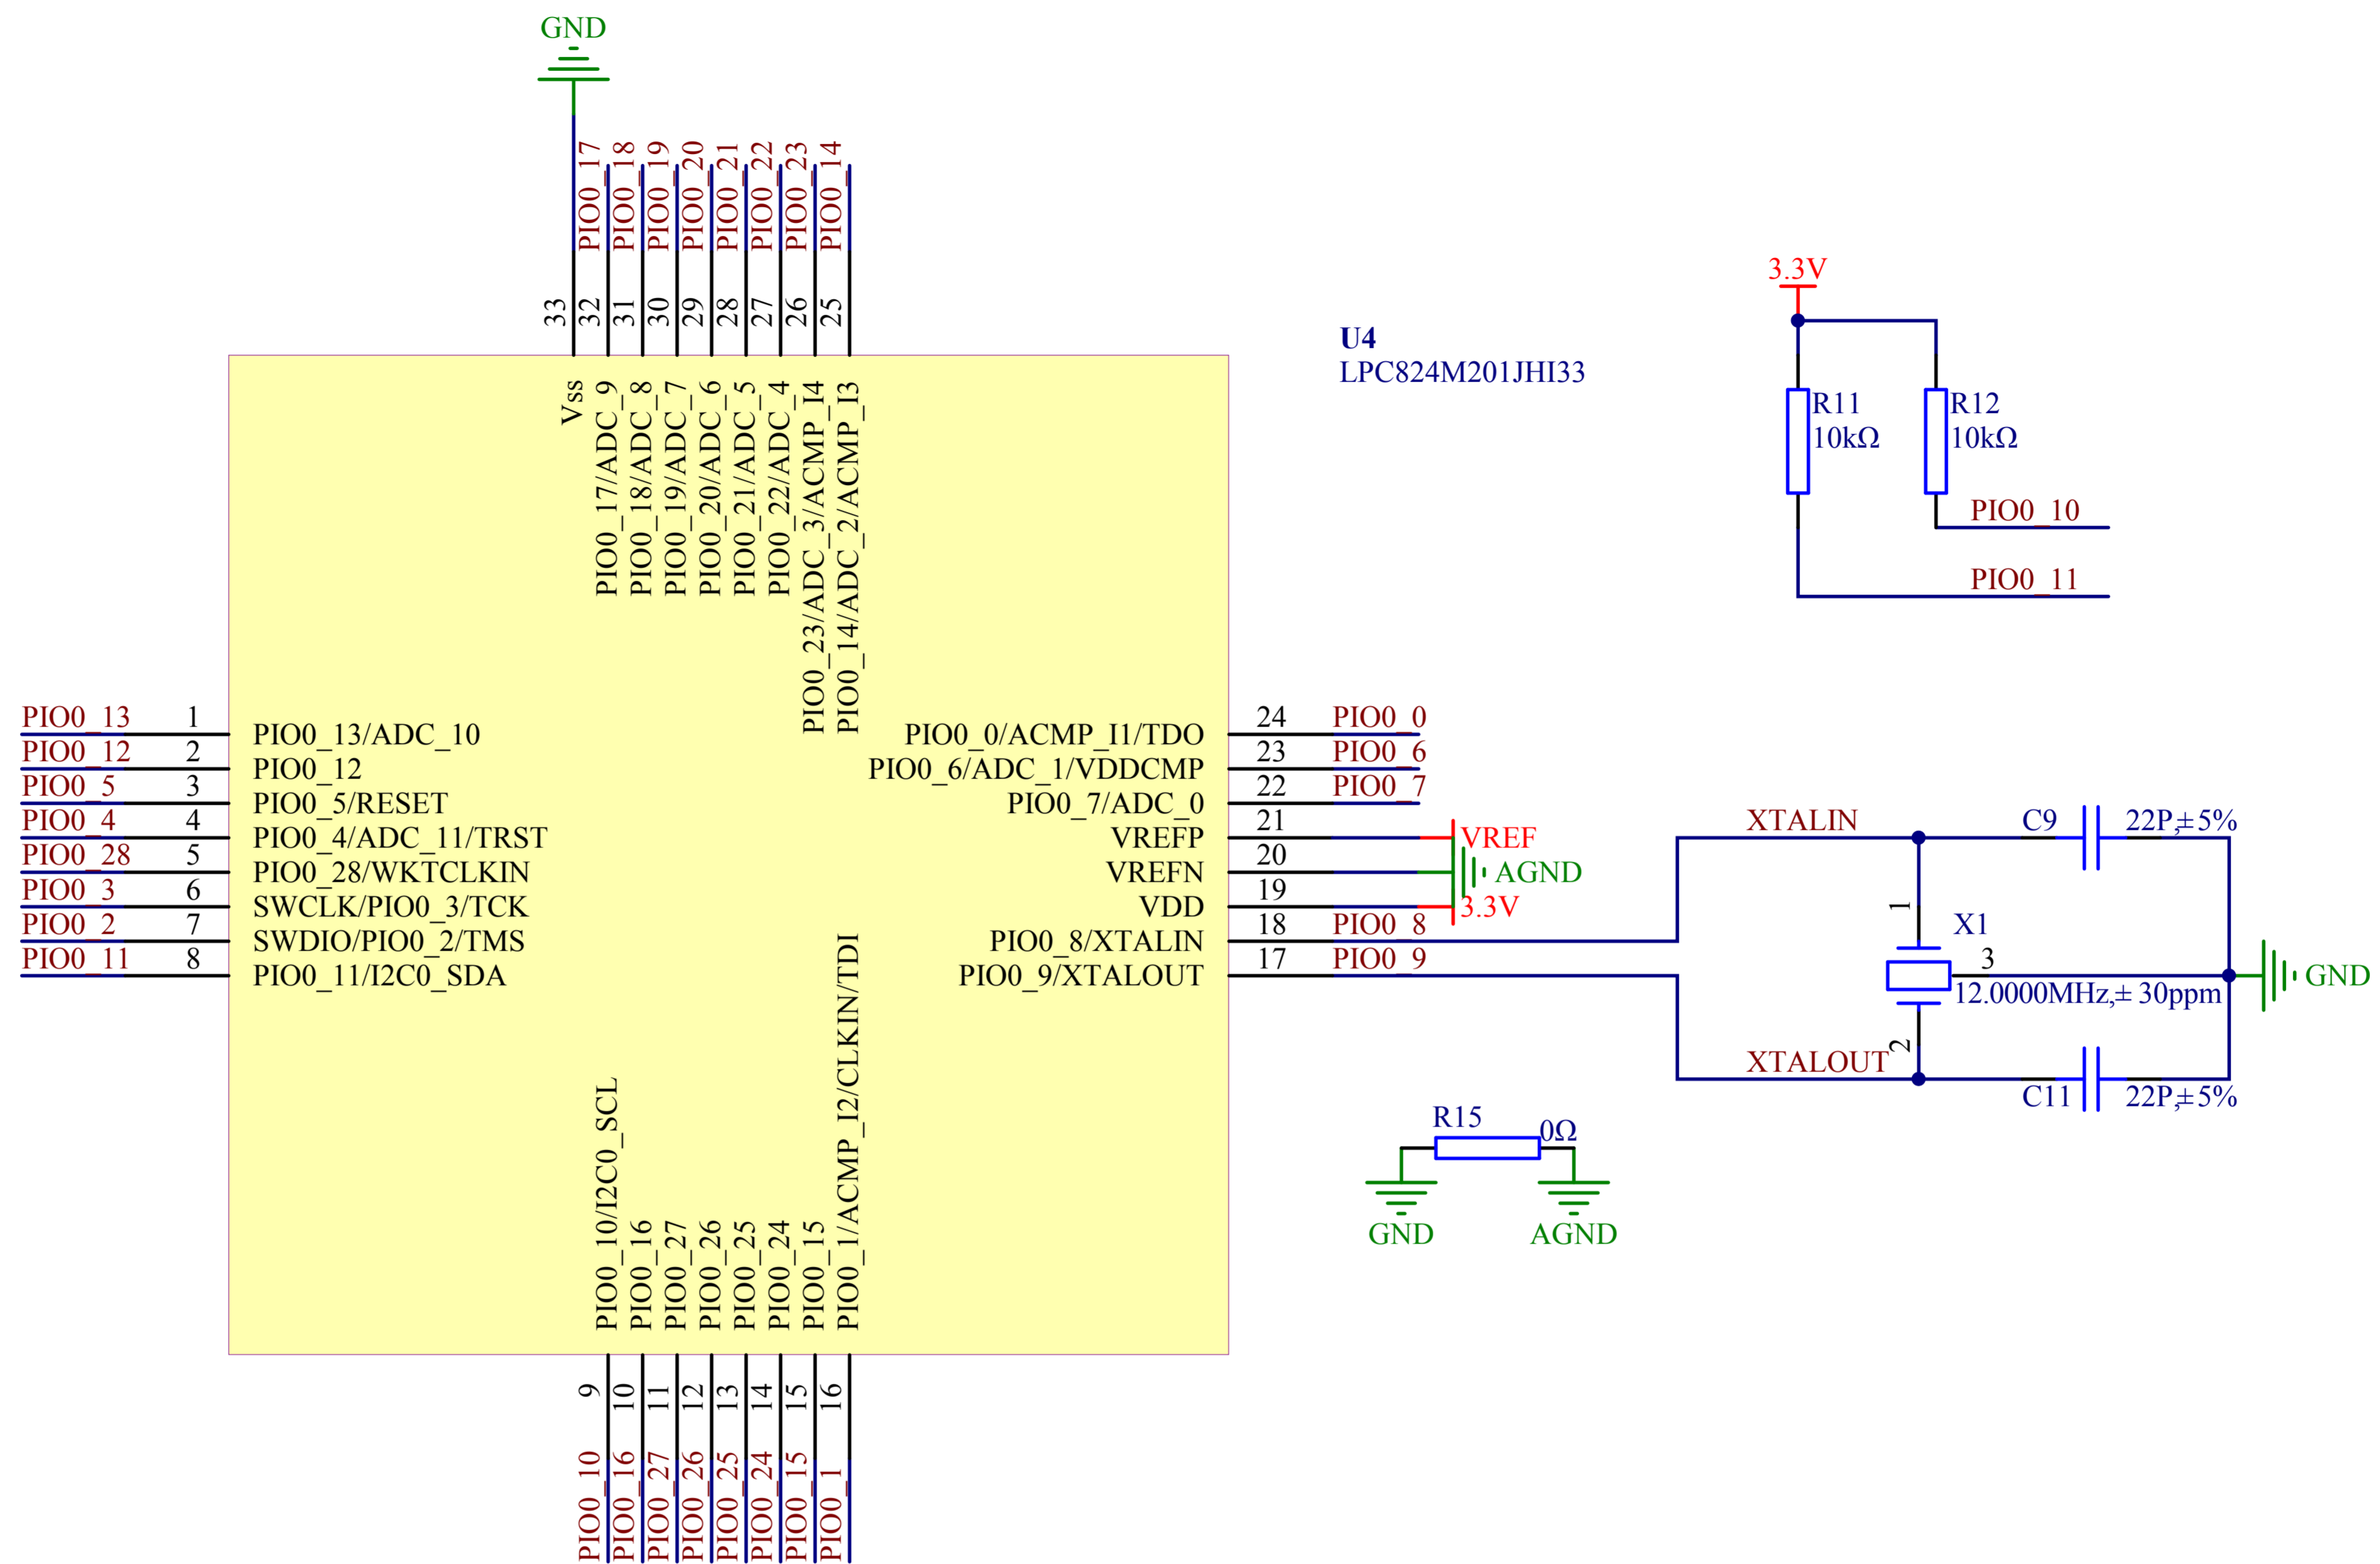 GND
PIO0_17
PIO0_18
PIO0_19
PIO0_20
PIO0_21
PIO0_22
PIO0_23
PIO0_14
33
32
31
30
29
28
27
26
25
Vss
PIO0_17/ADC_9
PIO0_18/ADC_8
PIO0_19/ADC_7
PIO0_20/ADC_6
PIO0_21/ADC_5
PIO0_22/ADC_4
PIO0_23/ADC_3/ACMP_I4
PIO0_14/ADC_2/ACMP_I3
U4
LPC824M201JHI33
3.3V
R11
10kΩ
R12
10kΩ
PIO0_10
PIO0_11
PIO0_13 1 PIO0_13/ADC_10
PIO0_12 2 PIO0_12
PIO0_5 3 PIO0_5/RESET
PIO0_4 4 PIO0_4/ADC_11/TRST
PIO0_28 5 PIO0_28/WKTCLKIN
PIO0_3 6 SWCLK/PIO0_3/TCK
PIO0_2 7 SWDIO/PIO0_2/TMS
PIO0_11 8 PIO0_11/I2C0_SDA
PIO0_0/ACMP_I1/TDO 24 PIO0_0
PIO0_6/ADC_1/VDDCMP 23 PIO0_6
PIO0_7/ADC_0 22 PIO0_7
VREFP 21 VREF
VREFN 20 AGND
VDD 19 3.3V
PIO0_8/XTALIN 18 PIO0_8
PIO0_9/XTALOUT 17 PIO0_9
XTALIN
C9
22P,±5%
1
X1
3
12.0000MHz,±30ppm
GND
2
XTALOUT
C11
22P,±5%
R15
0Ω
GND
AGND
PIO0_10/I2C0_SCL
PIO0_16
PIO0_27
PIO0_26
PIO0_25
PIO0_24
PIO0_15
PIO0_1/ACMP_I2/CLKIN/TDI
9
10
11
12
13
14
15
16
PIO0_10
PIO0_16
PIO0_27
PIO0_26
PIO0_25
PIO0_24
PIO0_15
PIO0_1